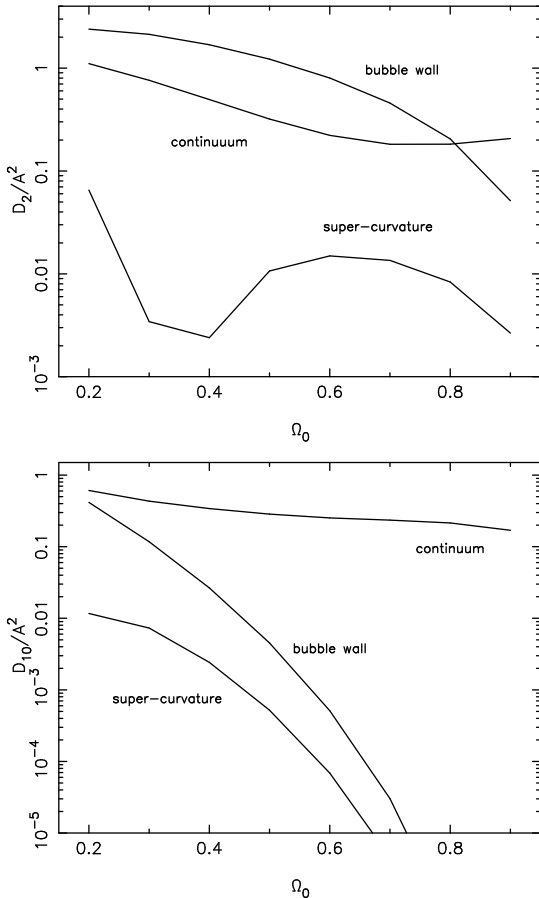 1
0.1
0.01
10⁻³
D₂/A²
bubble wall
continuuum
super−curvature
0.2 0.4 0.6 0.8
Ω₀
1
0.1
0.01
10⁻³
10⁻⁴
10⁻⁵
D₁₀/A²
continuum
bubble wall
super−curvature
0.2 0.4 0.6 0.8
Ω₀